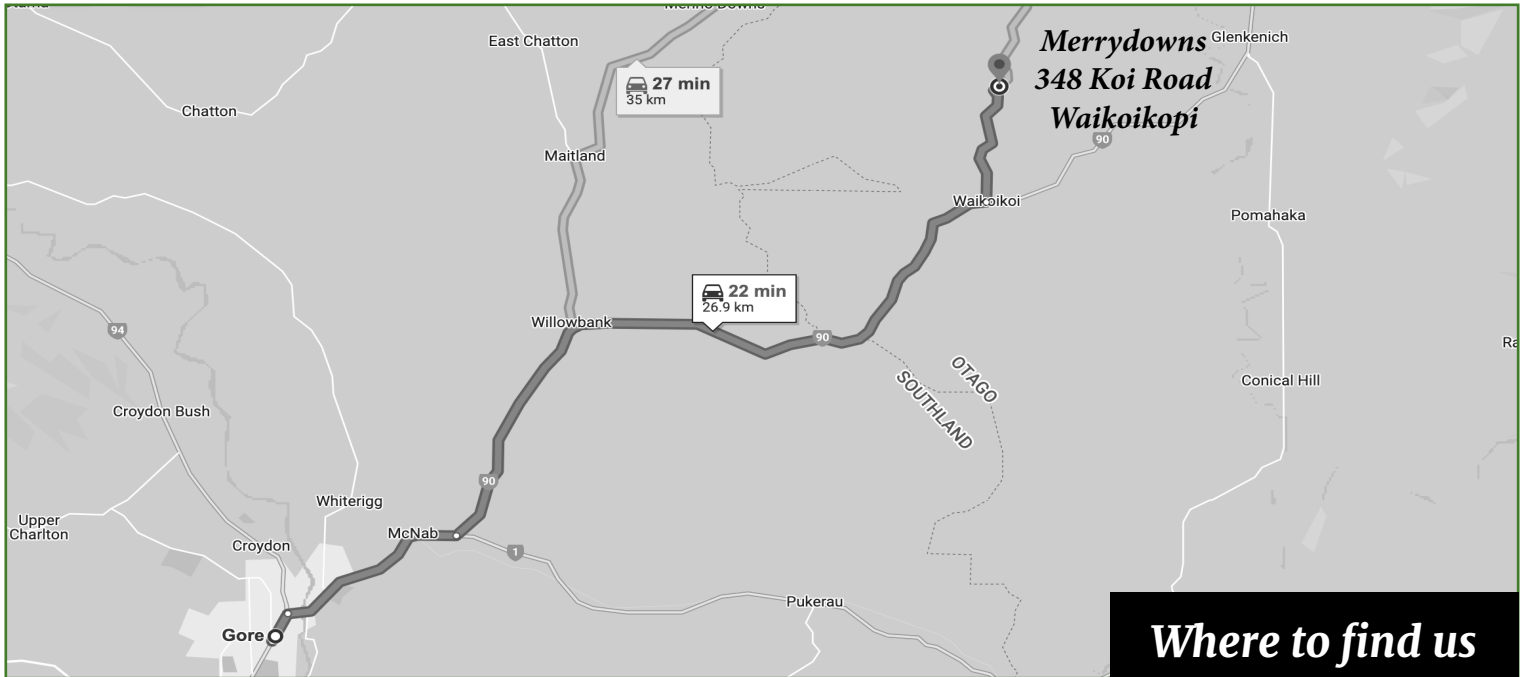 East Chatton
Merrydowns
348 Koi Road
Waikoikopi
Glenkenich
27 min
35 km
Chatton
90
Maitland
Waikoikoi
Pomahaka
22 min
26.9 km
Willowbank
94
90
OTAGO
SOUTHLAND
Conical Hill
Croydon Bush
90
Whiterigg
Upper
Charlton
McNab
Croydon
1
Pukerau
Gore
Where to find us